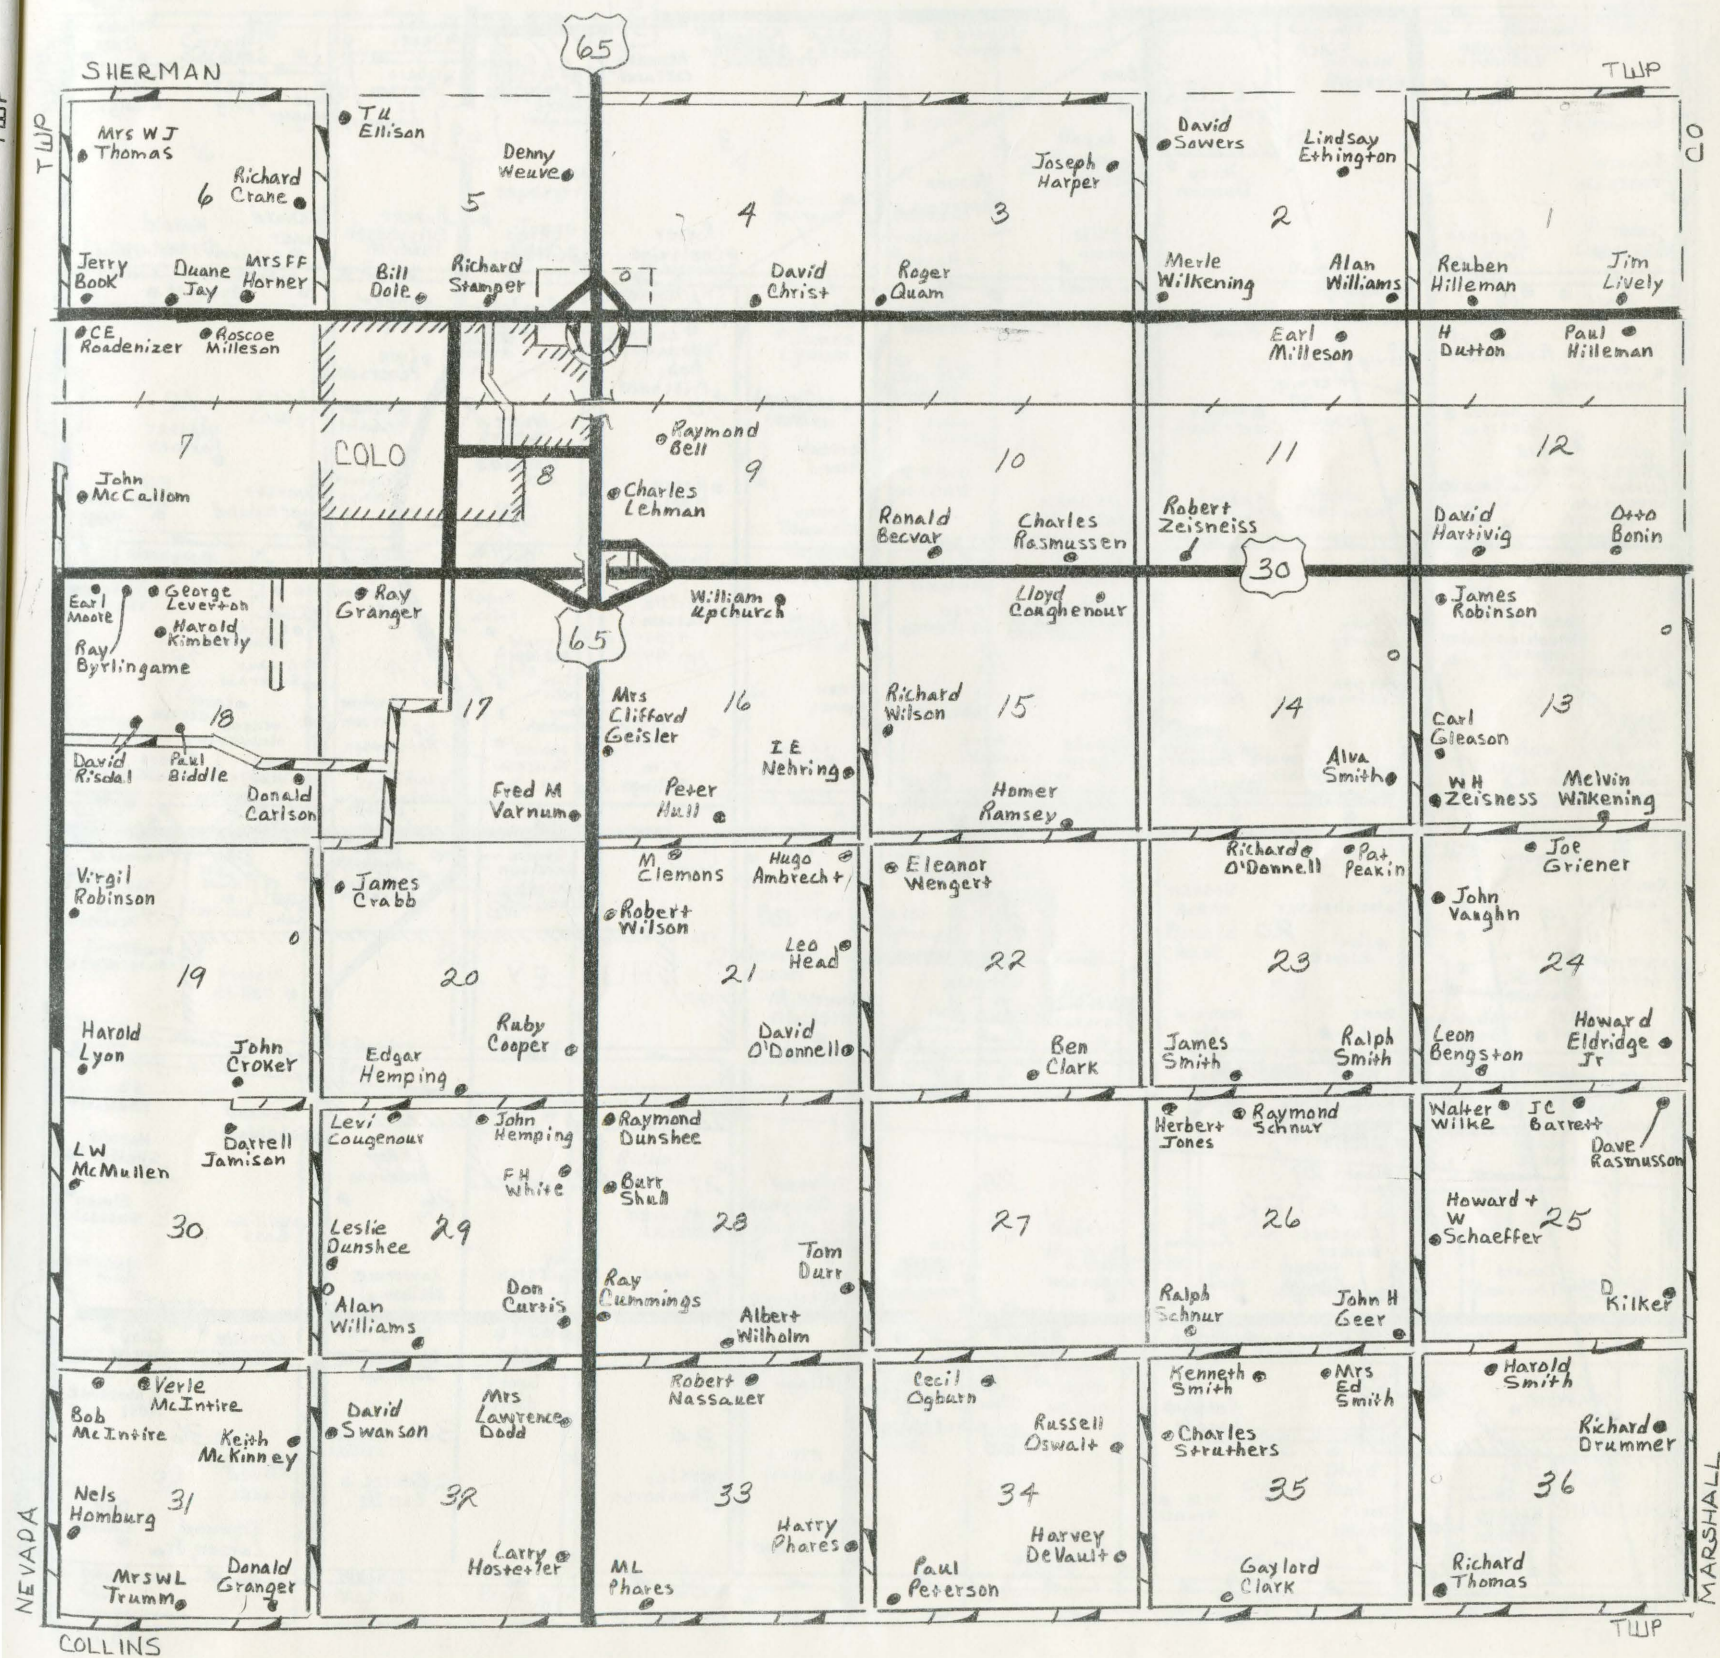 65
SHERMAN
TWP
TWP
CO
Mrs W J
Thomas
Richard
Crane
6
Jerry
Book
Duane
Jay
Mrs FF
Horner
T U
Ellison
Denny
Weuve
5
Bill
Dole
Richard
Stamper
4
David
Christ
Joseph
Harper
3
Roger
Quam
David
Sowers
Lindsay
Ethington
2
Merle
Wilkening
Alan
Williams
1
Reuben
Hilleman
Jim
Lively
CE
Roadenizer
Roscoe
Milleson
7
John
McCallom
COLO
8
Raymond
Bell
9
Charles
Lehman
10
Ronald
Becvar
Charles
Rasmussen
Earl
Milleson
11
Robert
Zeisneiss
H
Dutton
Paul
Hilleman
12
David
Hartivig
Otto
Bonin
30
Earl
Moore
George
Leverton
Harold
Kimberly
Ray
Byrlingame
18
David
Risdal
Paul
Biddle
Donald
Carlson
Ray
Granger
17
Fred M
Varnum
65
William
Upchurch
Mrs
Clifford
Geisler
16
I E
Nehring
Peter
Hull
Lloyd
Coughenour
Richard
Wilson
15
Homer
Ramsey
14
Alva
Smith
James
Robinson
13
Carl
Gleason
W H
Zeisness
Melvin
Wilkening
Virgil
Robinson
19
Harold
Lyon
John
Croker
James
Crabb
20
Ruby
Cooper
Edgar
Hemping
M
Clemons
Hugo
Ambrecht
Robert
Wilson
Leo
Head
21
David
O'Donnell
Eleanor
Wengert
22
Ben
Clark
Richard
O'Donnell
Pat
Peakin
23
James
Smith
Ralph
Smith
Joe
Griener
John
Vaughn
24
Leon
Bengston
Howard
Eldridge
Jr
Darrell
Jamison
L W
McMullen
30
Levi
Cougenour
John
Hemping
F H
White
Leslie
Dunshee
29
Don
Curtis
Alan
Williams
Raymond
Dunshee
Burr
Shull
28
Tom
Durr
Ray
Cummings
Albert
Wilholm
27
Herbert
Jones
Raymond
Schnur
26
Ralph
Schnur
John H
Geer
Walter
Wilke
JC
Barrett
Dave
Rasmusson
Howard +
W
Schaeffer
25
D
Kilker
Verle
McIntire
Bob
McIntire
Keith
McKinney
Nels
Homburg
31
Mrs WL
Trumm
Donald
Granger
David
Swanson
Mrs
Lawrence
Dodd
32
Larry
Hostetler
Robert
Nassauer
33
Harry
Phares
ML
Phares
Cecil
Ogburn
Russell
Oswalt
34
Harvey
DeVault
Paul
Peterson
Kenneth
Smith
Mrs
Ed
Smith
Charles
Struthers
35
Gaylord
Clark
Harold
Smith
Richard
Drummer
36
Richard
Thomas
NEVADA
MARSHALL
COLLINS
TWP